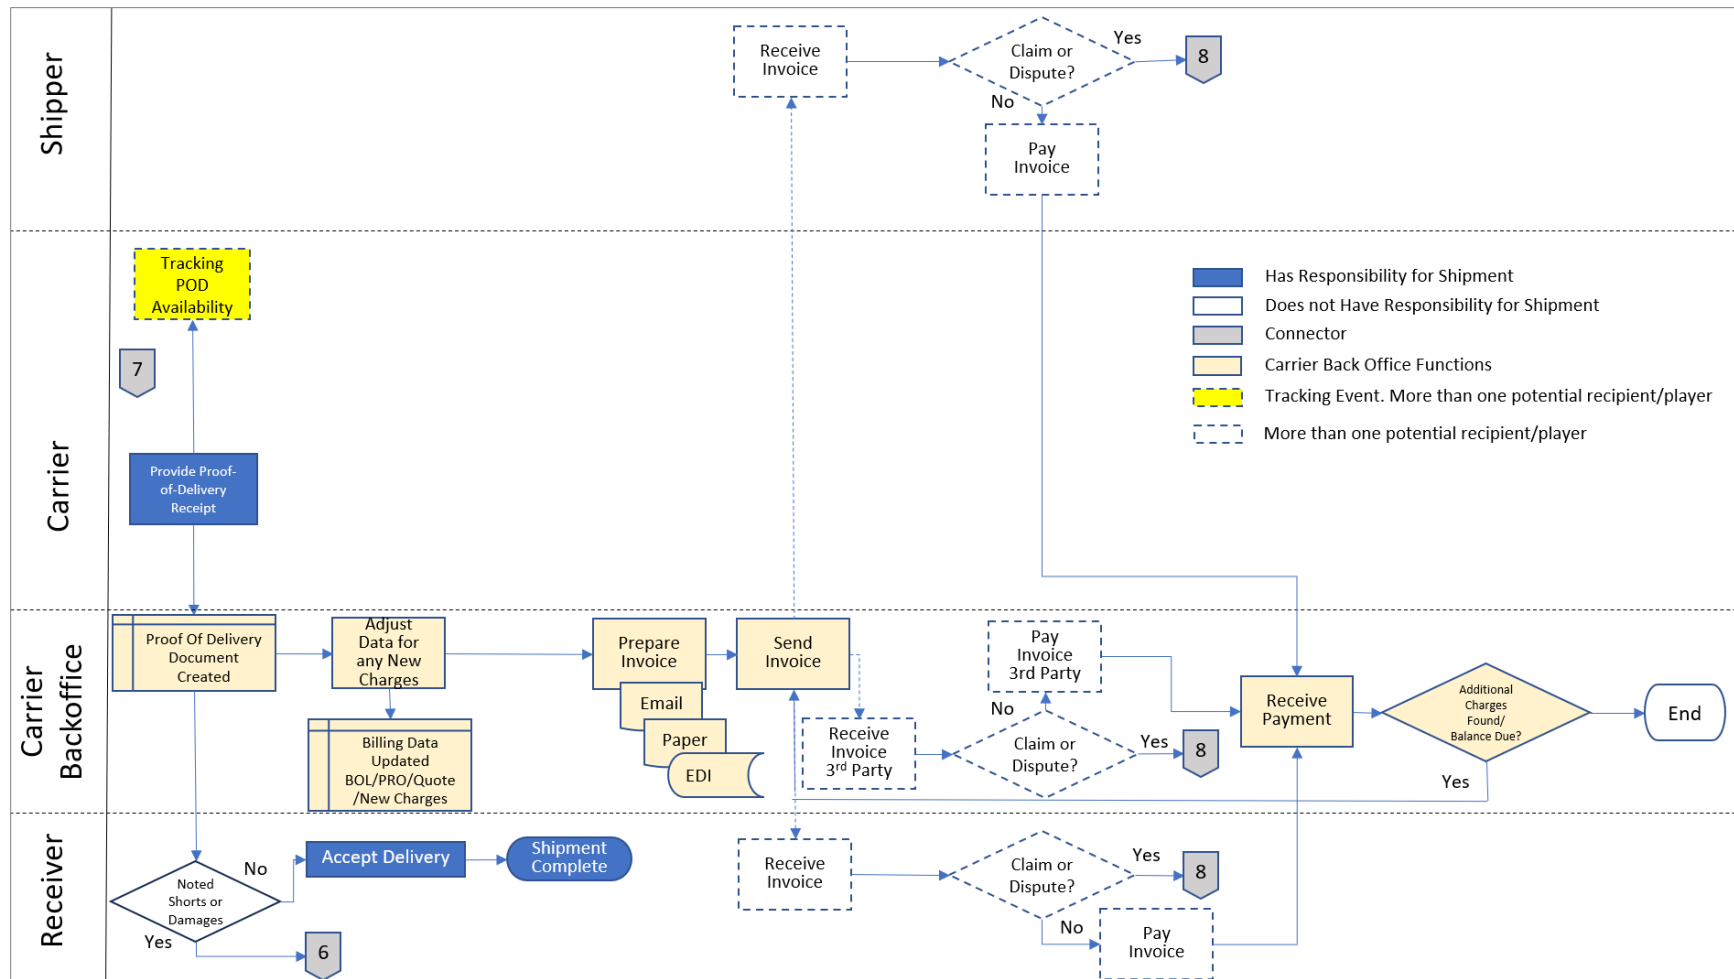 Shipper
Receive
Invoice
Claim or
Dispute?
Yes
8
No
Pay
Invoice
Carrier
Tracking
POD
Availability
7
Provide Proof-
of-Delivery
Receipt
Has Responsibility for Shipment
Does not Have Responsibility for Shipment
Connector
Carrier Back Office Functions
Tracking Event. More than one potential recipient/player
More than one potential recipient/player
Carrier
Backoffice
Proof Of Delivery
Document
Created
Adjust
Data for
any New
Charges
Billing Data
Updated
BOL/PRO/Quote
/New Charges
Prepare
Invoice
Email
Paper
EDI
Send
Invoice
Receive
Invoice
3rd Party
Pay
Invoice
3rd Party
No
Claim or
Dispute?
Yes
8
Receive
Payment
Additional
Charges
Found/
Balance Due?
Yes
End
Receiver
Noted
Shorts or
Damages
No
Yes
Accept Delivery
Shipment
Complete
6
Receive
Invoice
Claim or
Dispute?
Yes
8
No
Pay
Invoice